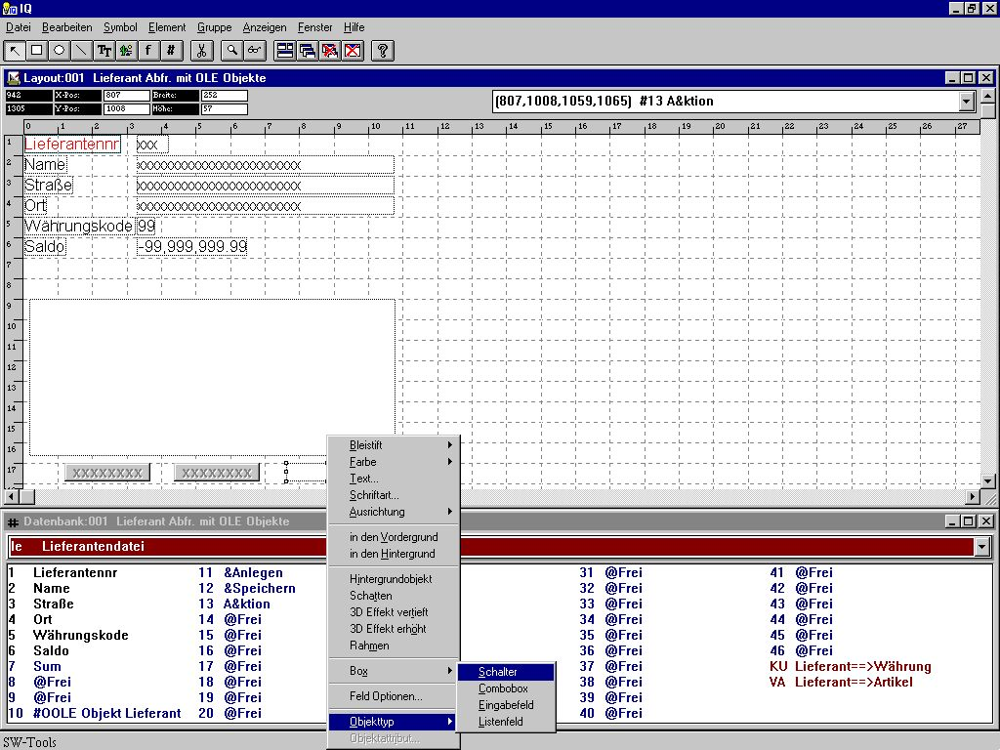 IQ
Datei Bearbeiten Symbol Element Gruppe Anzeigen Fenster Hilfe
TT f # ?
Layout:001 Lieferant Abfr. mit OLE Objekte
942 X-Pos: 807 Breite: 252
1305 Y-Pos: 1008 Höhe: 57
(807,1008,1059,1065) #13 A&ktion
0 1 2 3 4 5 6 7 8 9 10 11 12 13 14 15 16 17 18 19 20 21 22 23 24 25 26 27
1 Lieferantennr xxx
2 Name xxxxxxxxxxxxxxxxxxxxxxxxx
3 Straße xxxxxxxxxxxxxxxxxxxxxxxxx
4 Ort xxxxxxxxxxxxxxxxxxxxxxxxx
5 Währungskode 99
6 Saldo -99,999,999.99
7
8
9
10
11
12
13
14
15
16
17 XXXXXXXX XXXXXXXX
Bleistift
Farbe
Text...
Schriftart...
Ausrichtung
in den Vordergrund
in den Hintergrund
Hintergrundobjekt
Schatten
3D Effekt vertieft
3D Effekt erhöht
Rahmen
Box
Feld Optionen...
Objekttyp
Objektattribut...
Schalter
Combobox
Eingabefeld
Listenfeld
# Datenbank:001 Lieferant Abfr. mit OLE Objekte
le Lieferantendatei
1 Lieferantennr 11 &Anlegen 31 @Frei 41 @Frei
2 Name 12 &Speichern 32 @Frei 42 @Frei
3 Straße 13 A&ktion 33 @Frei 43 @Frei
4 Ort 14 @Frei 34 @Frei 44 @Frei
5 Währungskode 15 @Frei 35 @Frei 45 @Frei
6 Saldo 16 @Frei 36 @Frei 46 @Frei
7 Sum 17 @Frei 37 @Frei KU Lieferant==>Währung
8 @Frei 18 @Frei 38 @Frei VA Lieferant==>Artikel
9 @Frei 19 @Frei 39 @Frei
10 #OOLE Objekt Lieferant 20 @Frei 40 @Frei
SW-Tools